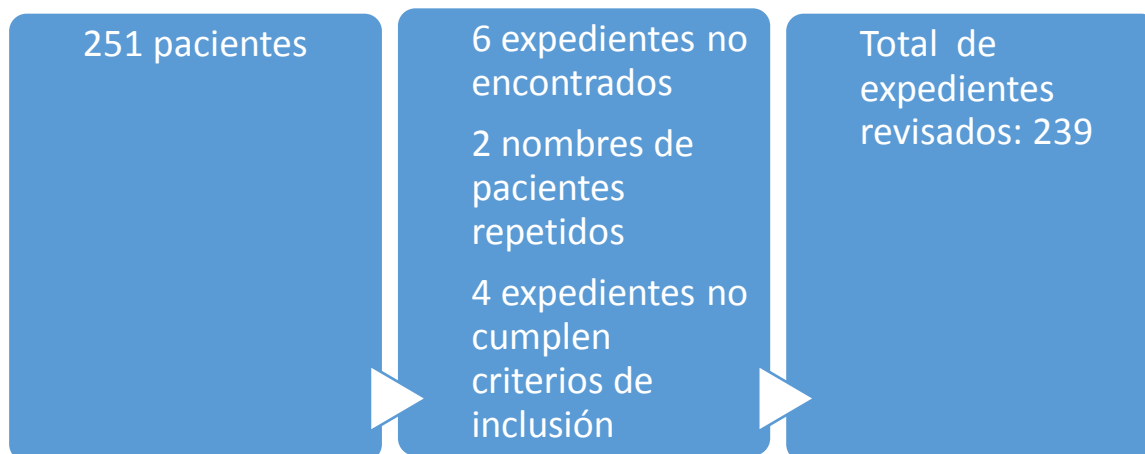 251 pacientes
6 expedientes no
encontrados
2 nombres de
pacientes
repetidos
4 expedientes no
cumplen
criterios de
inclusión
Total de
expedientes
revisados: 239